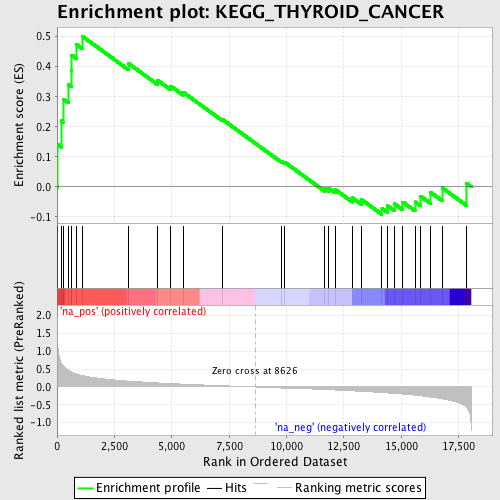 Enrichment plot: KEGG_THYROID_CANCER
Enrichment score (ES)
0.5
0.4
0.3
0.2
0.1
0.0
-0.1
'na_pos' (positively correlated)
Ranked list metric (PreRanked)
2.0
1.5
1.0
0.5
0.0
-0.5
-1.0
Zero cross at 8626
'na_neg' (negatively correlated)
0
2,500
5,000
7,500
10,000
12,500
15,000
17,500
Rank in Ordered Dataset
Enrichment profile
Hits
Ranking metric scores